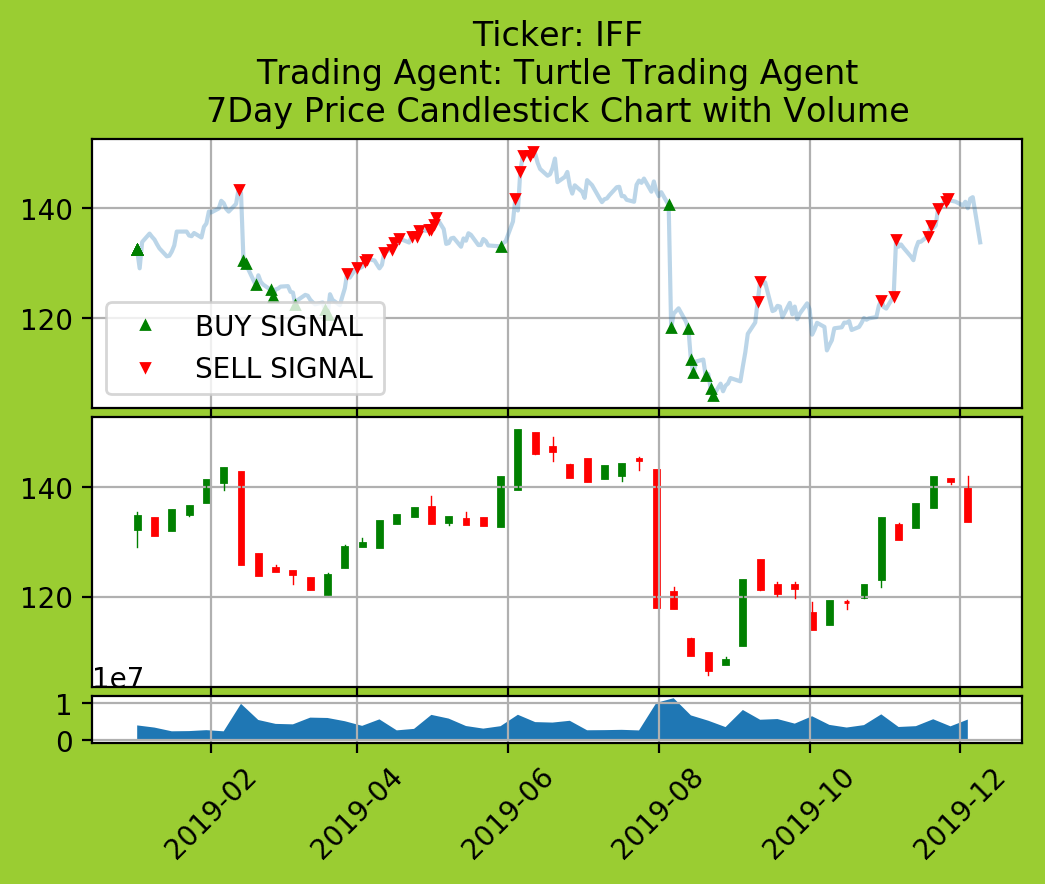 Ticker: IFF
Trading Agent: Turtle Trading Agent
7Day Price Candlestick Chart with Volume
140
120
BUY SIGNAL
SELL SIGNAL
140
120
1e7
1
0
2019-02
2019-04
2019-06
2019-08
2019-10
2019-12